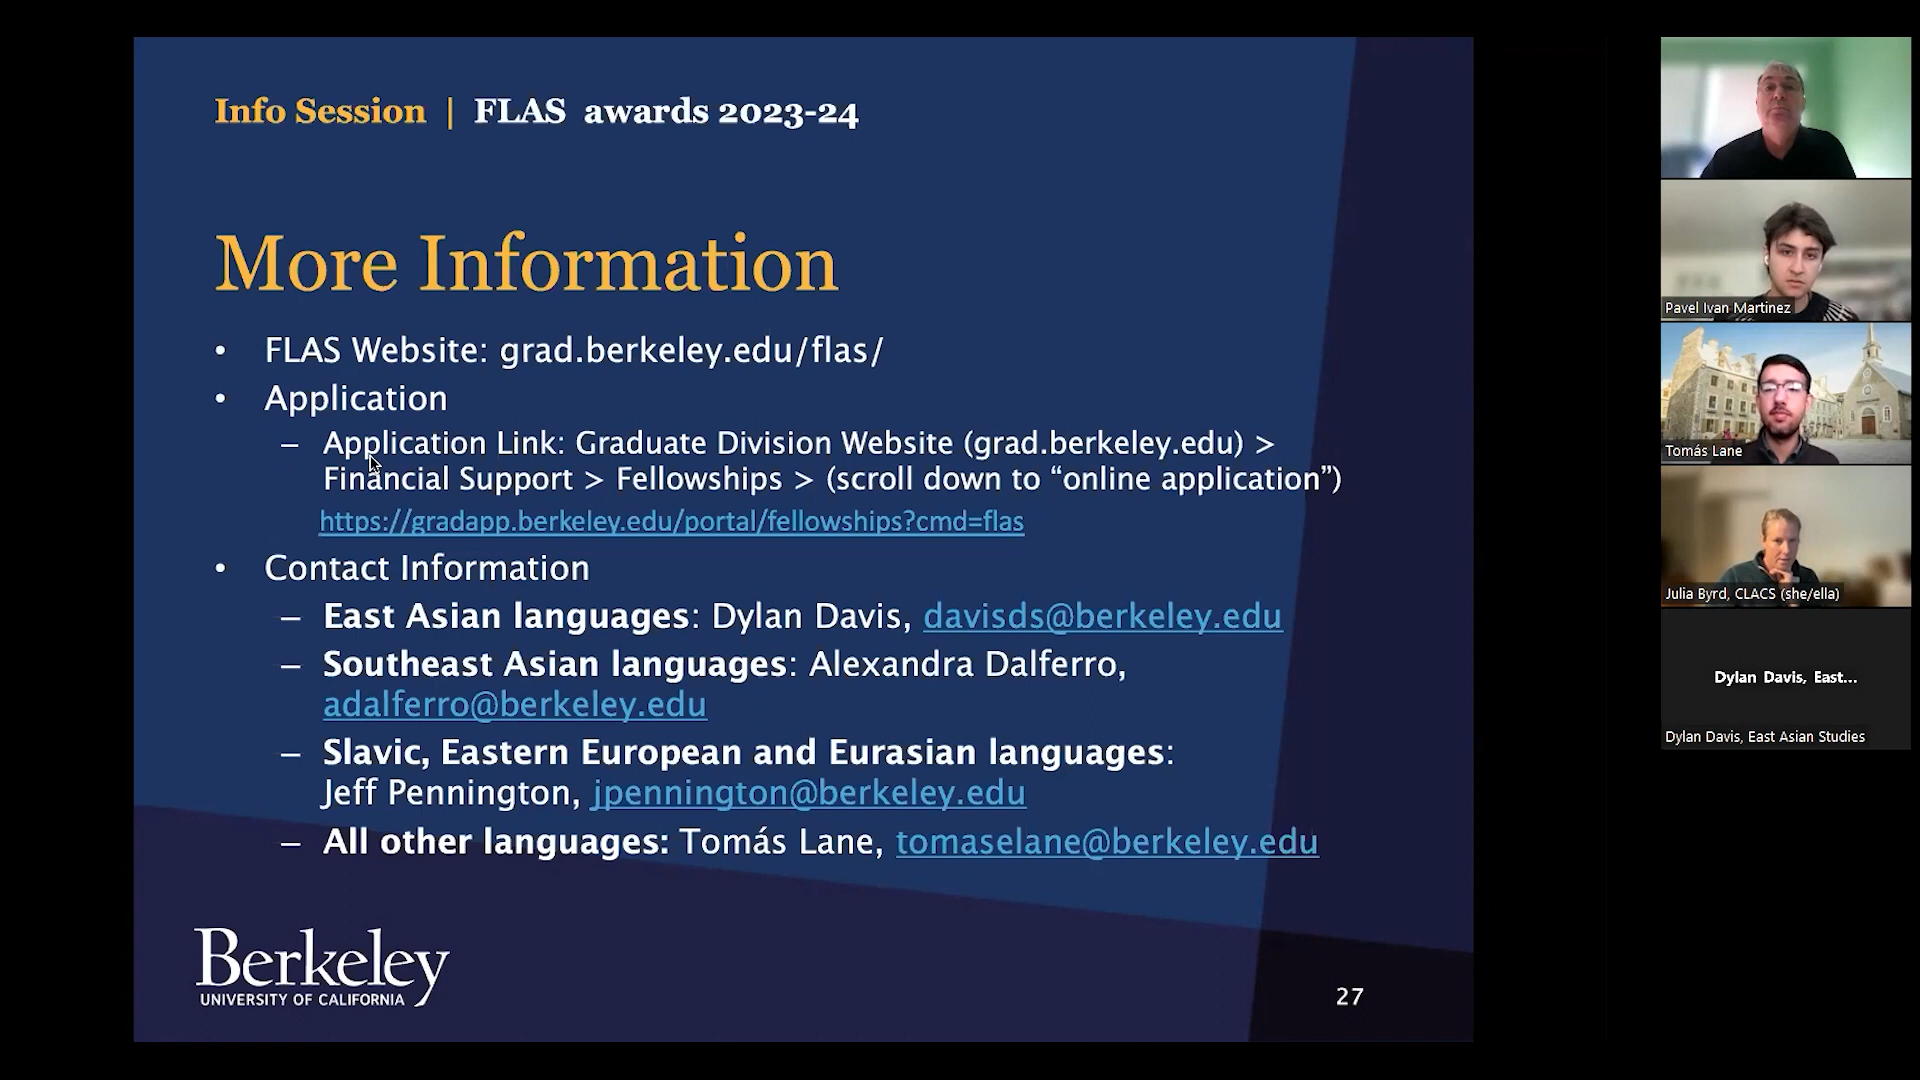 Info Session | FLAS awards 2023-24
More Information
• FLAS Website: grad.berkeley.edu/flas/
• Application
– Application Link: Graduate Division Website (grad.berkeley.edu) >
Financial Support > Fellowships > (scroll down to “online application”)
https://gradapp.berkeley.edu/portal/fellowships?cmd=flas
• Contact Information
– East Asian languages: Dylan Davis, davisds@berkeley.edu
– Southeast Asian languages: Alexandra Dalferro,
adalferro@berkeley.edu
– Slavic, Eastern European and Eurasian languages:
Jeff Pennington, jpennington@berkeley.edu
– All other languages: Tomás Lane, tomaselane@berkeley.edu
Berkeley
UNIVERSITY OF CALIFORNIA
27
Pavel Ivan Martinez
Tomás Lane
Julia Byrd, CLACS (she/ella)
Dylan Davis, East...
Dylan Davis, East Asian Studies